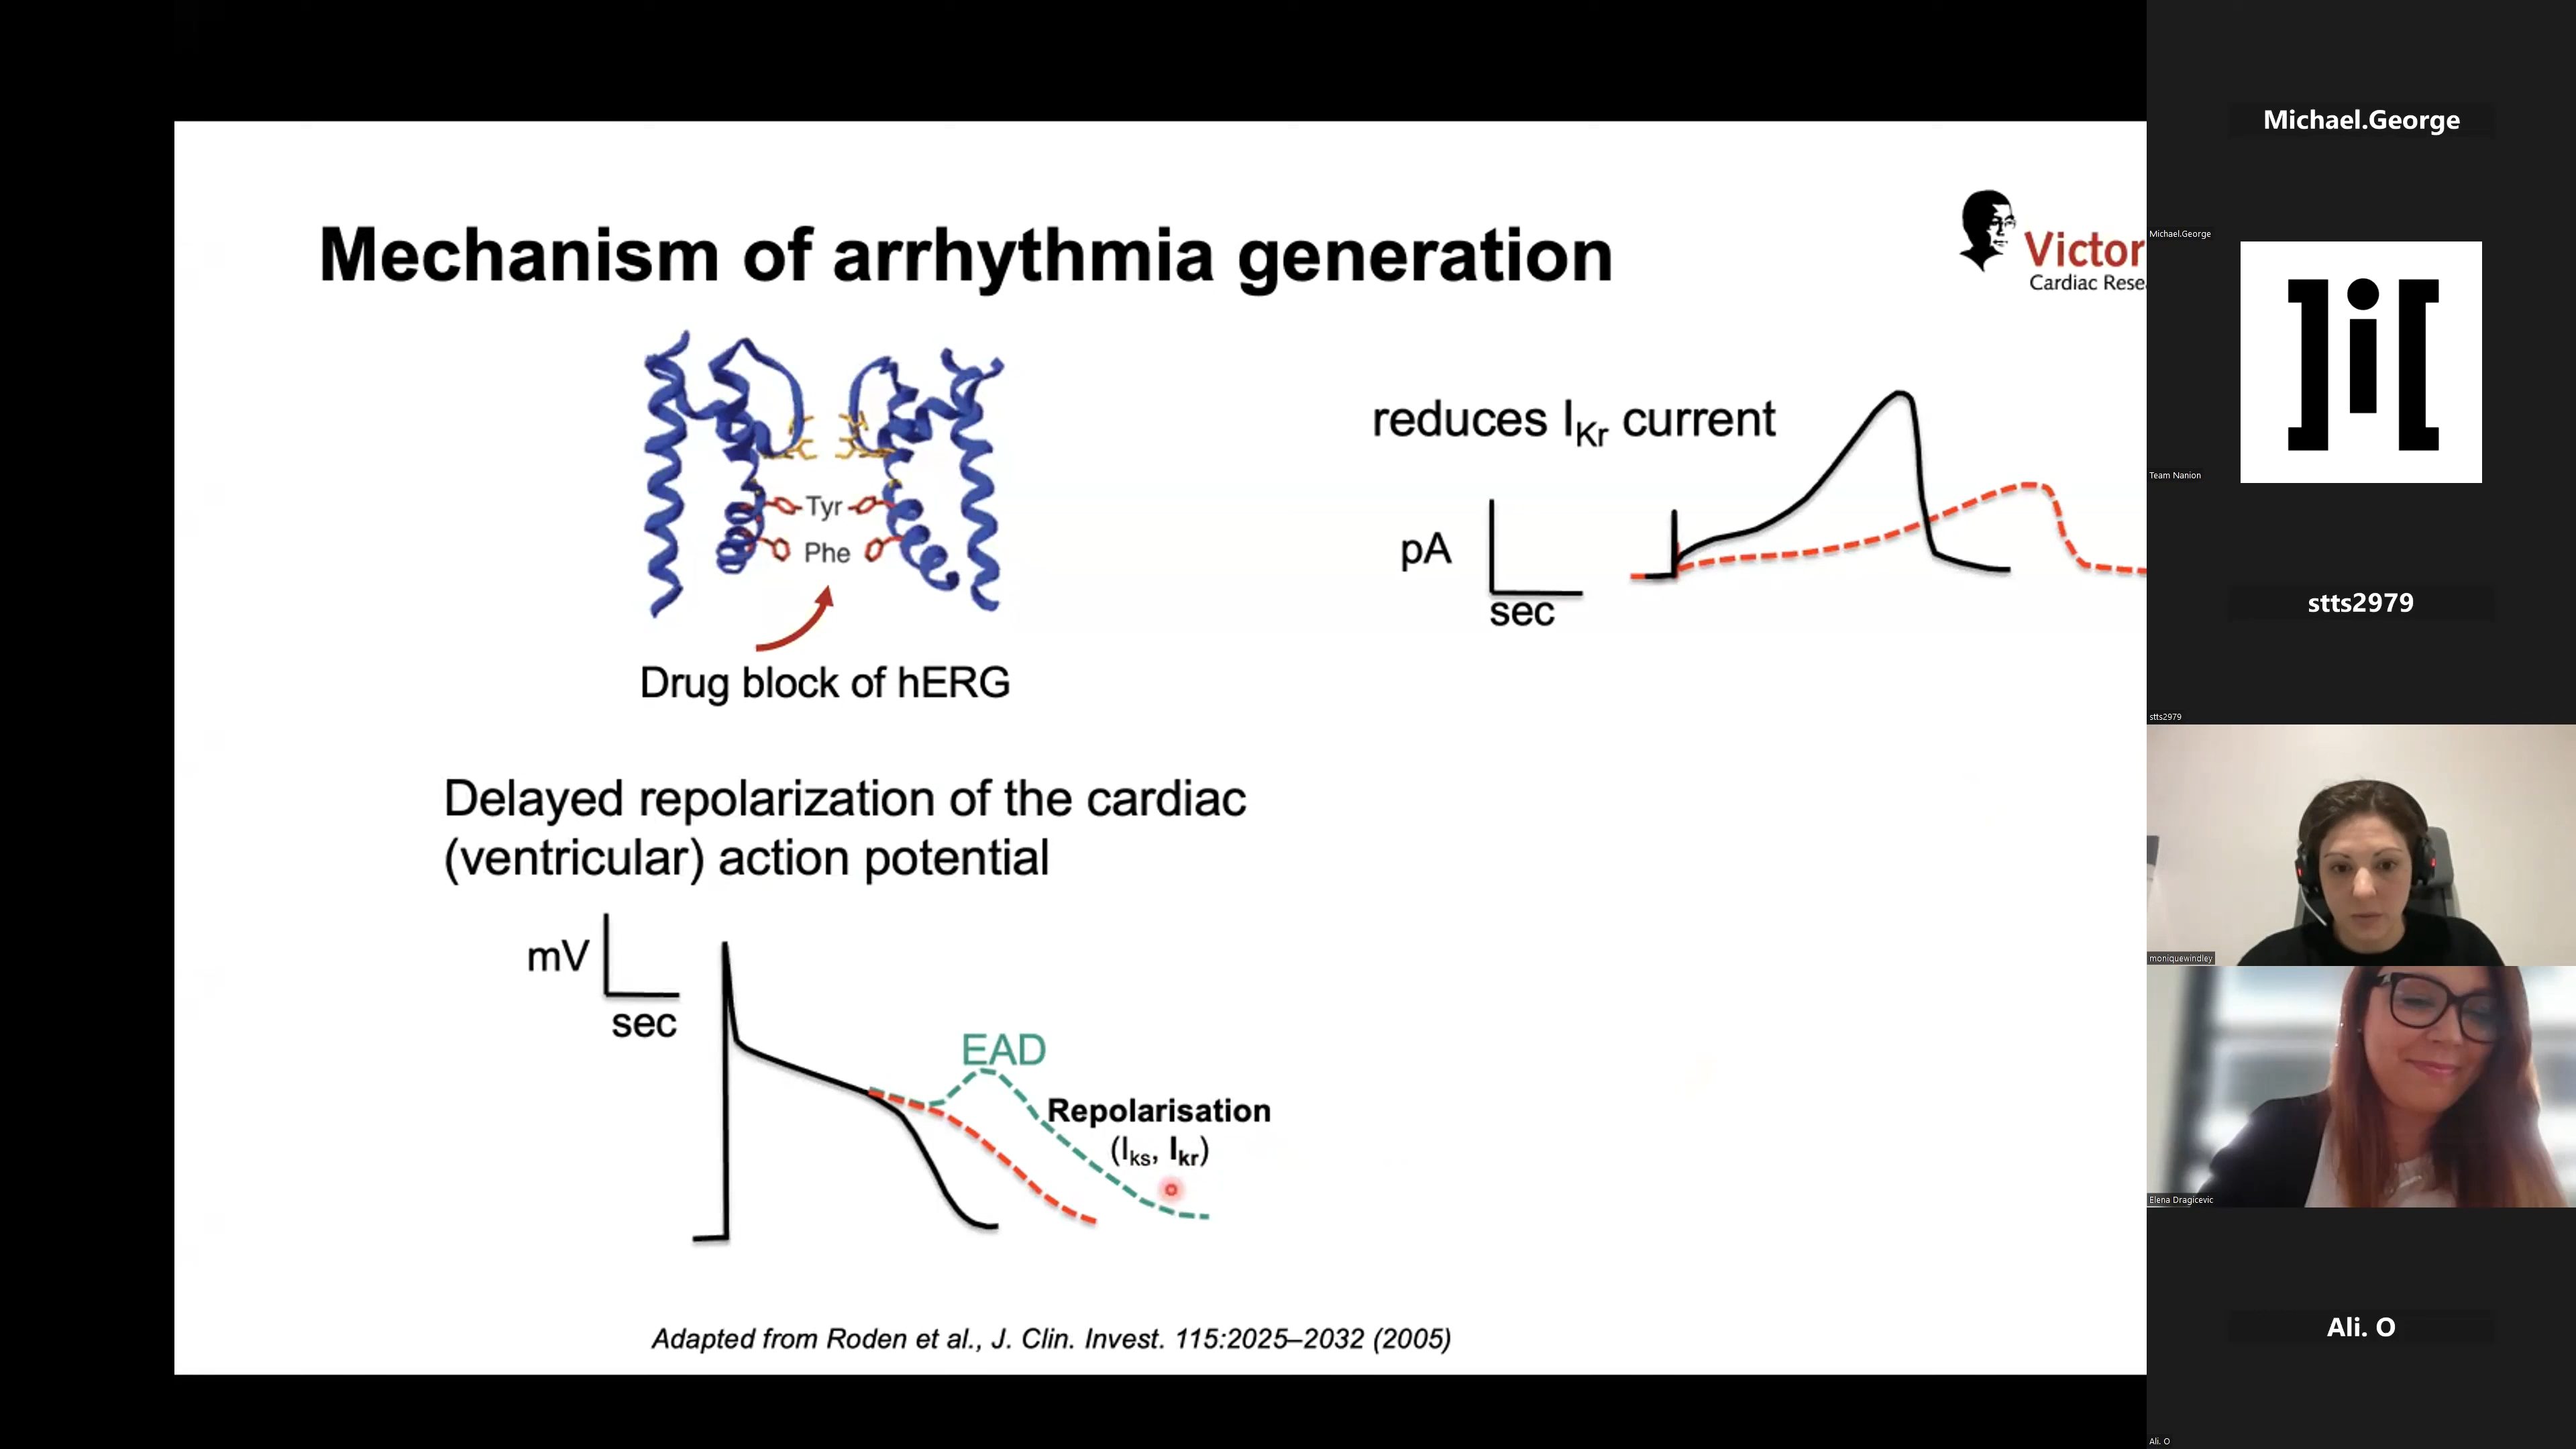 Mechanism of arrhythmia generation
Victor
Cardiac Rese
Tyr
Phe
Drug block of hERG
reduces IKr current
pA
sec
Delayed repolarization of the cardiac
(ventricular) action potential
mV
sec
EAD
Repolarisation
(Iks, Ikr)
Adapted from Roden et al., J. Clin. Invest. 115:2025–2032 (2005)
Michael.George
Michael.George
]i[
Team Nanion
stts2979
stts2979
moniquewindley
Elena Dragicevic
Ali. O
Ali. O